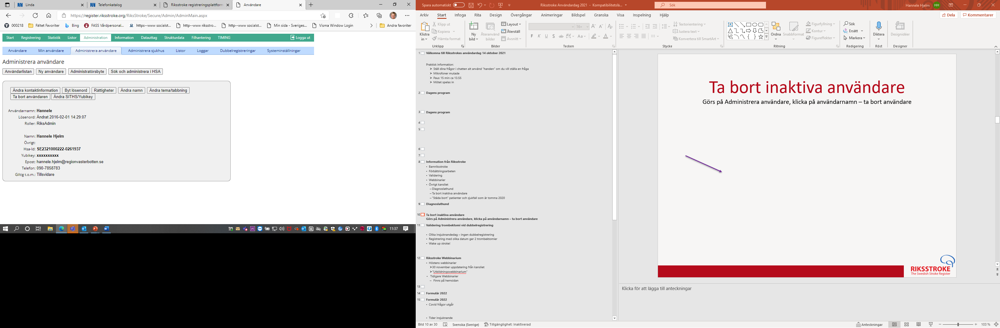 Linda
Telefonkatalog
Riksstroke registreringsplattform
Användare
https://register.riksstroke.org/RiksStroke/Secure/Admin/AdminMain.aspx
000218
Fältet Favoriter
Bing
FASS Vårdpersonal...
https--www socialst...
http--www riksstro...
http--www socialst...
Min sida - Sveriges...
Visma Window Login
Andra favoriter
Start Registrering Statistik Listor Administration Information Datauttag Strukturdata Filhantering TIMING Logga ut
Användare Min användare Administrera användare Administrera sjukhus Listor Loggar Dubbelregistreringar Systeminställningar
Administrera användare
Användarlistan Ny användare Administratörsbyte Sök och administrera i HSA
Ändra kontaktinformation Byt lösenord Rättigheter Ändra namn Ändra tema/tabbning
Ta bort användaren Ändra SITHS/Yubikey
Användarnamn: Hannele
Lösenord: Ändrat 2016-02-01 14:29:07
Roller: RiksAdmin
Namn: Hannele Hjelm
Övrigt:
Hsa-Id: SE2321000222-0261937
Yubikey: xxxxxxxxxx
Epost: hannele.hjelm@regionvasterbotten.se
Telefon: 090-7858783
Giltig t.o.m.: Tillsvidare
11:37
Spara automatiskt
Riksstroke Användardag 2021 - Kompatibilitetslä...
Sök
Hannele Hjelm HH
Arkiv Start Infoga Rita Design Övergångar Animeringar Bildspel Granska Visa Inspelning Hjälp
Dela Kommentarer
Klistra in
Klipp ut
Kopiera
Hämta format
Urklipp
Ny bild
Återanvänd bilder
Layout
Återställ
Avsnitt
Bilder
16+
F K U S ab AV Aa A
Tecken
Textorientering
Justera text
Konvertera till SmartArt
Stycke
Ordna
Snabbformat
Figurfyllning
Kontur
Figureffekter
Ritning
Sök
Ersätt
Markera
Redigering
Diktera
Röst
Designidéer
Designer
1 Välkomna till Riksstrokes användardag 14 oktober 2021
Praktisk information:
➢ Ställ dina frågor i chatten alt använd "handen" om du vill ställa en fråga
➢ Mikrofoner mutade
➢ Paus 15 min ca 13.55
➢ Mötet spelas in
2 Dagens program
3 Dagens program
4
5
6
7
8 Information från Riksstroke
• Barnriksstroke
• Förbättringsarbeten
• Validering
• Webbinarier
• Övrigt kansliet
– Diagnoslathund
– Ta bort inaktiva användare
– "Städa bort" patienter och sjukfall som är tomma 2020
9 Diagnoslathund
10 Ta bort inaktiva användare
Görs på Administrera användare, klicka på användarnamn – ta bort användare
11 Validering trombektomi vid dubbelregistrering
• Olika insjuknandedag – ingen dubbelregistrering
• Registrering med olika datum ger 2 trombektomier
• Wake up stroke!
12 Riksstroke Webbinarium
• Höstens webbinarier
➢30 november uppdatering från kansliet
➢"Utbildningswebbinarium"
• Tidigare Webbinarier
– Finns på hemsidan
13
14 Formulär 2022
15 Formulär 2022
• Covid frågor utgår
• Tider insjuknande
Ta bort inaktiva användare
Görs på Administrera användare, klicka på användarnamn – ta bort användare
RIKSSTROKE
The Swedish Stroke Register
Klicka för att lägga till anteckningar
Bild 10 av 30 Svenska (Sverige) Tillgänglighet: Inaktiverad
Anteckningar 103 %